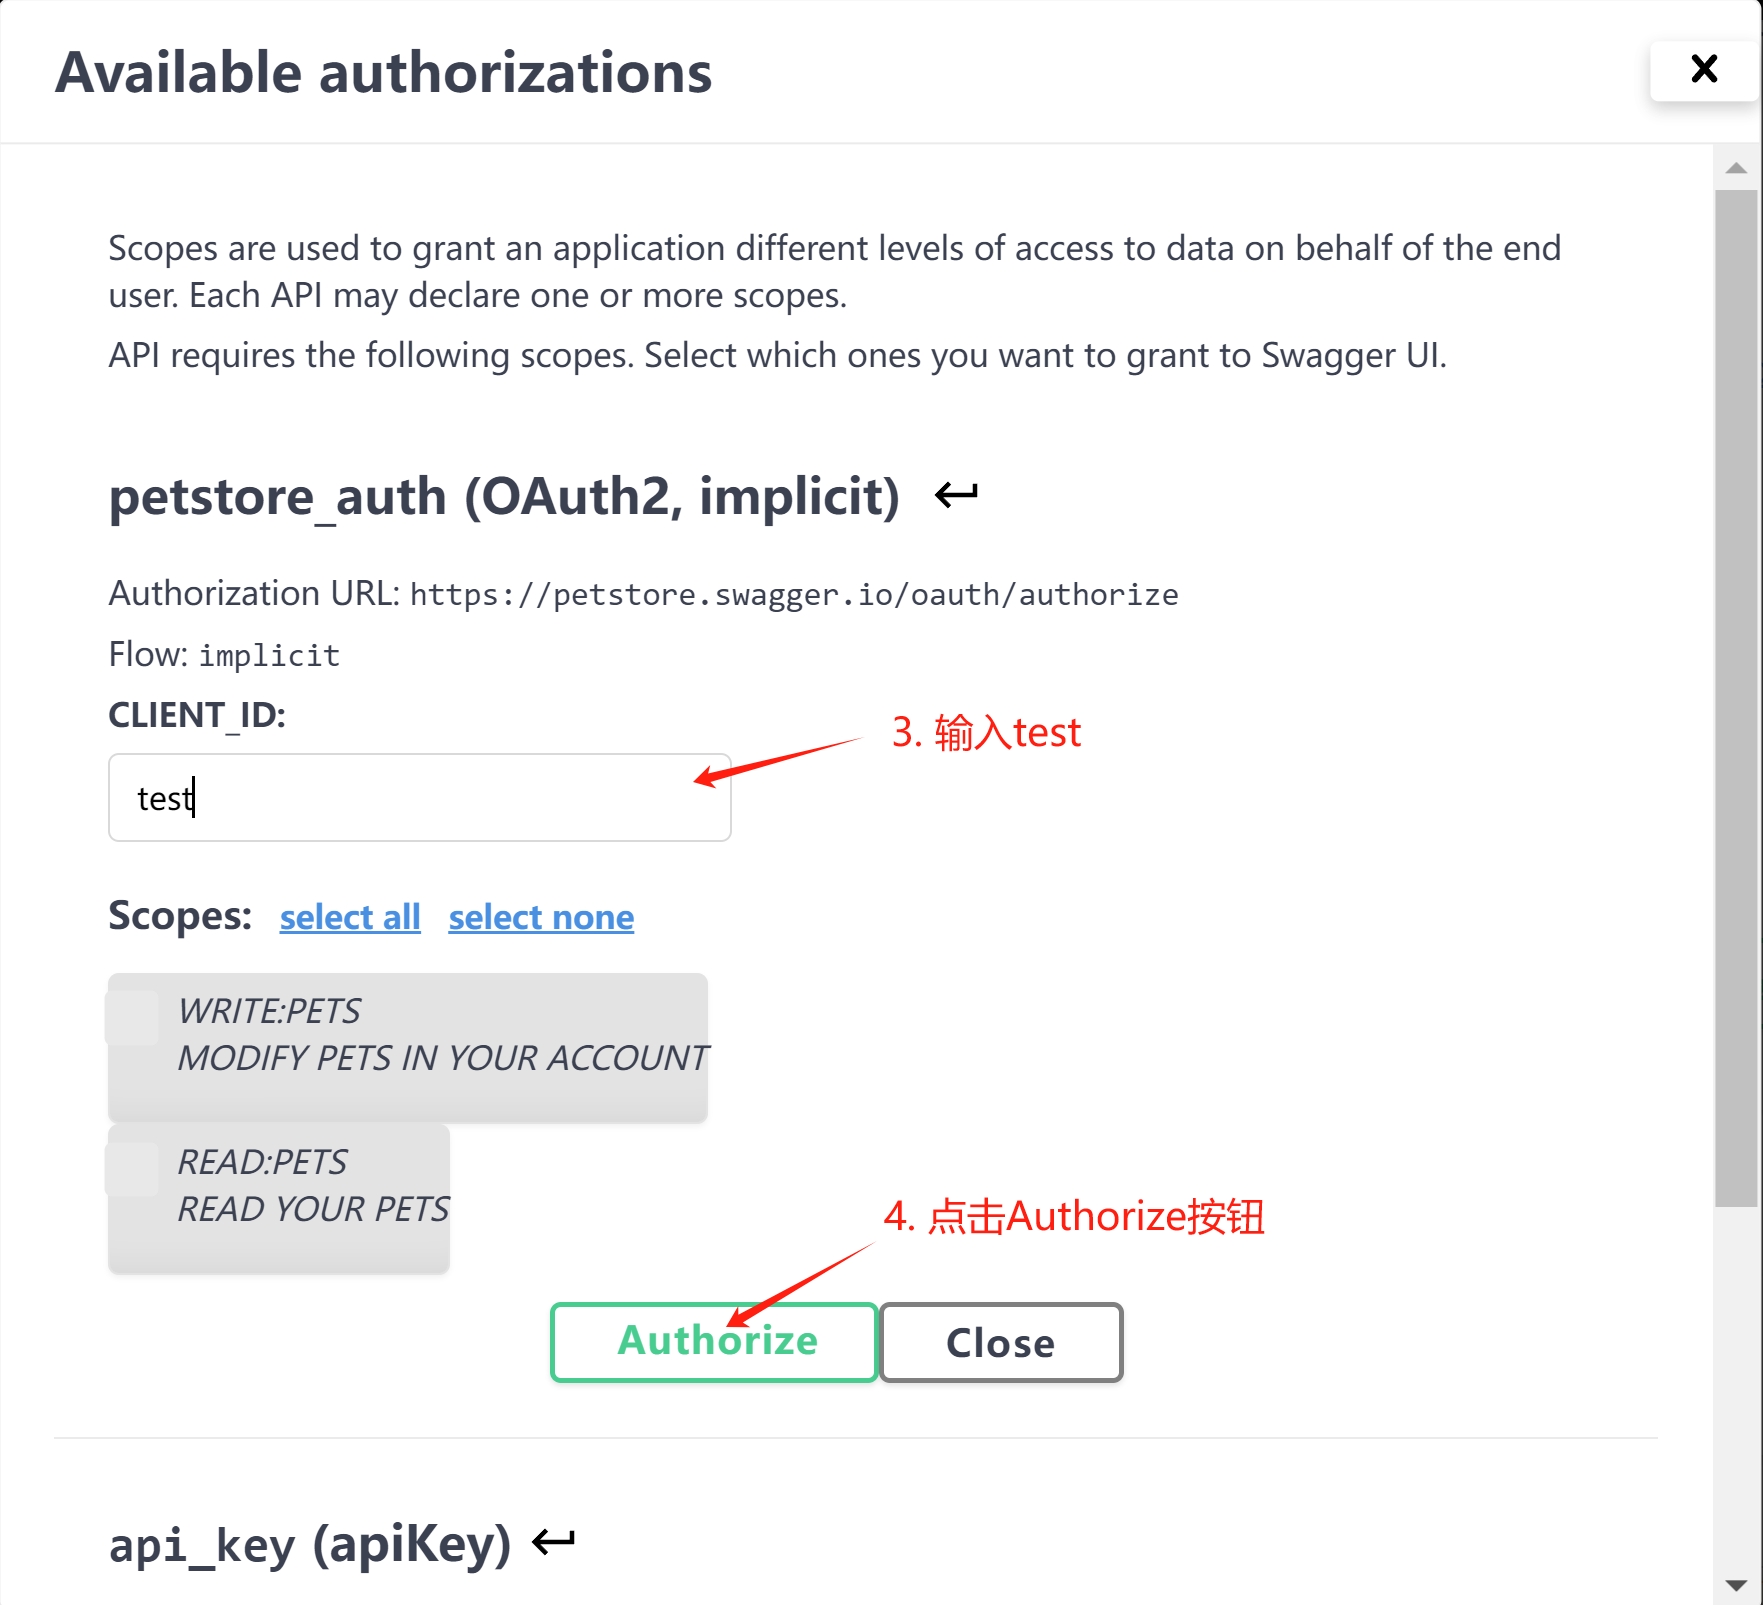 Available authorizations
Scopes are used to grant an application different levels of access to data on behalf of the end
user. Each API may declare one or more scopes.
API requires the following scopes. Select which ones you want to grant to Swagger UI.
petstore_auth (OAuth2, implicit)
Authorization URL: https://petstore.swagger.io/oauth/authorize
Flow: implicit
CLIENT_ID:
3. 输入test
test
Scopes: select all select none
WRITE:PETS
MODIFY PETS IN YOUR ACCOUNT
READ:PETS
READ YOUR PETS
4. 点击Authorize按钮
Authorize Close
api_key (apiKey)